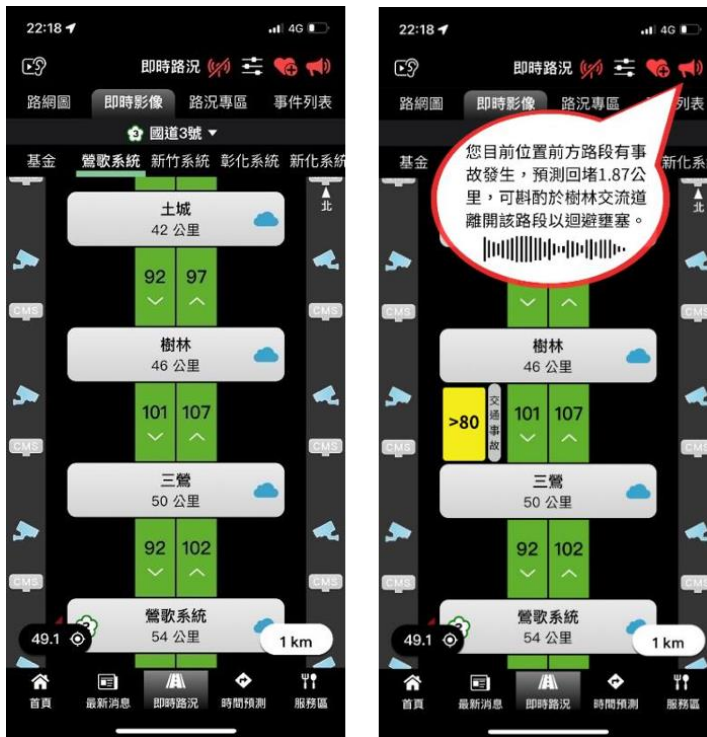 22:18
4G
即時路況
路網圖
即時影像
路況專區
事件列表
3 國道3號 ▼
基金
鶯歌系統
新竹系統
彰化系統
新化系統
北
土城
42 公里
92 97
CMS CMS
樹林
46 公里
101 107
CMS CMS
三鶯
50 公里
92 102
CMS CMS
鶯歌系統
54 公里
49.1
1 km
首頁
最新消息
即時路況
時間預測
服務區
22:18
4G
即時路況
路網圖
即時影像
路況專區
列表
基金
新化系
您目前位置前方路段有事
故發生，預測回堵1.87公
里，可斟酌於樹林交流道
離開該路段以迴避壅塞。
北
CMS CMS
樹林
46 公里
>80
交通事故
101 107
CMS CMS
三鶯
50 公里
92 102
CMS CMS
鶯歌系統
54 公里
49.1
1 km
首頁
最新消息
即時路況
時間預測
服務區